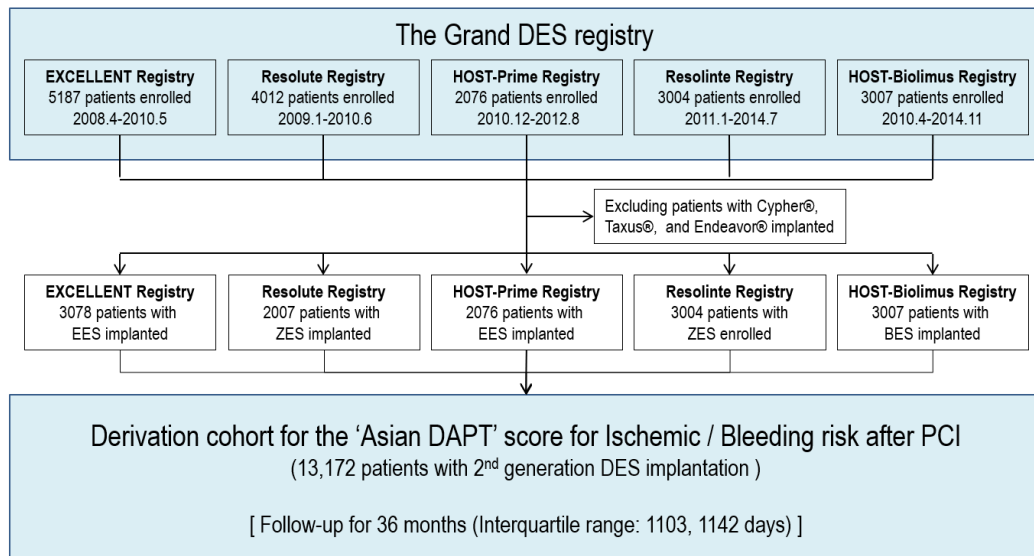 The Grand DES registry
EXCELLENT Registry
5187 patients enrolled
2008.4-2010.5
Resolute Registry
4012 patients enrolled
2009.1-2010.6
HOST-Prime Registry
2076 patients enrolled
2010.12-2012.8
Resolinte Registry
3004 patients enrolled
2011.1-2014.7
HOST-Biolimus Registry
3007 patients enrolled
2010.4-2014.11
Excluding patients with Cypher®,
Taxus®, and Endeavor® implanted
EXCELLENT Registry
3078 patients with
EES implanted
Resolute Registry
2007 patients with
ZES implanted
HOST-Prime Registry
2076 patients with
EES implanted
Resolinte Registry
3004 patients with
ZES enrolled
HOST-Biolimus Registry
3007 patients with
BES implanted
Derivation cohort for the ‘Asian DAPT’ score for Ischemic / Bleeding risk after PCI
(13,172 patients with 2nd generation DES implantation )
[ Follow-up for 36 months (Interquartile range: 1103, 1142 days) ]